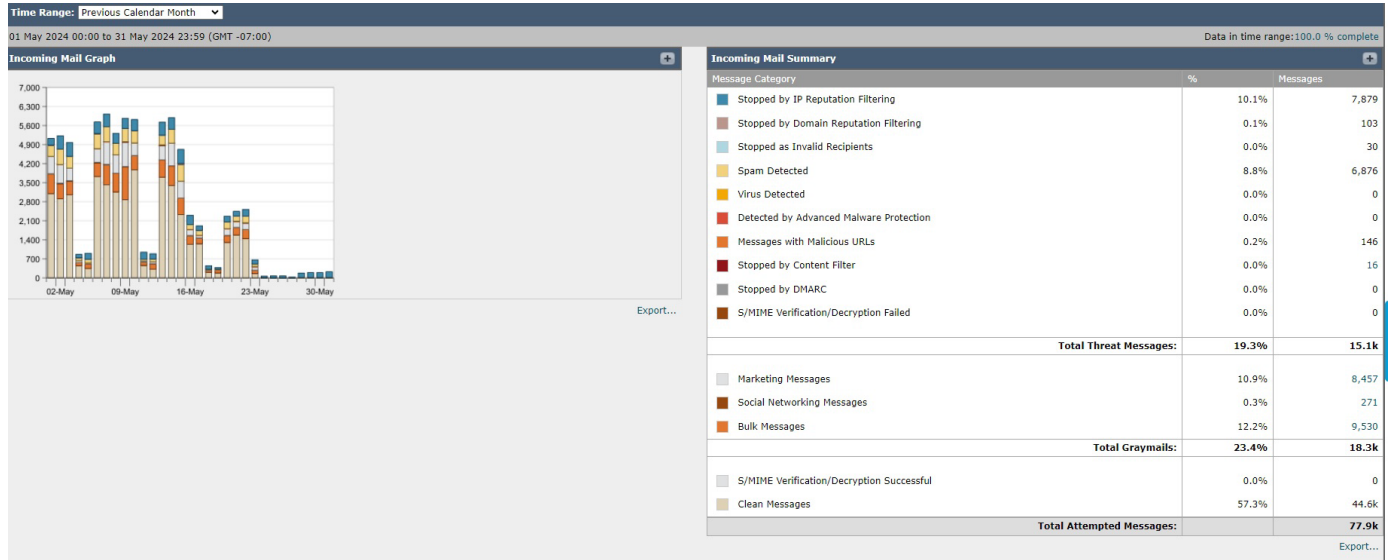 Time Range: Previous Calendar Month
01 May 2024 00:00 to 31 May 2024 23:59 (GMT -07:00) Data in time range:100.0 % complete
Incoming Mail Graph
7,000
6,300
5,600
4,900
4,200
3,500
2,800
2,100
1,400
700
0
02-May 09-May 16-May 23-May 30-May
Export...
Incoming Mail Summary
Message Category % Messages
Stopped by IP Reputation Filtering 10.1% 7,879
Stopped by Domain Reputation Filtering 0.1% 103
Stopped as Invalid Recipients 0.0% 30
Spam Detected 8.8% 6,876
Virus Detected 0.0% 0
Detected by Advanced Malware Protection 0.0% 0
Messages with Malicious URLs 0.2% 146
Stopped by Content Filter 0.0% 16
Stopped by DMARC 0.0% 0
S/MIME Verification/Decryption Failed 0.0% 0
Total Threat Messages: 19.3% 15.1k
Marketing Messages 10.9% 8,457
Social Networking Messages 0.3% 271
Bulk Messages 12.2% 9,530
Total Graymails: 23.4% 18.3k
S/MIME Verification/Decryption Successful 0.0% 0
Clean Messages 57.3% 44.6k
Total Attempted Messages: 77.9k
Export...